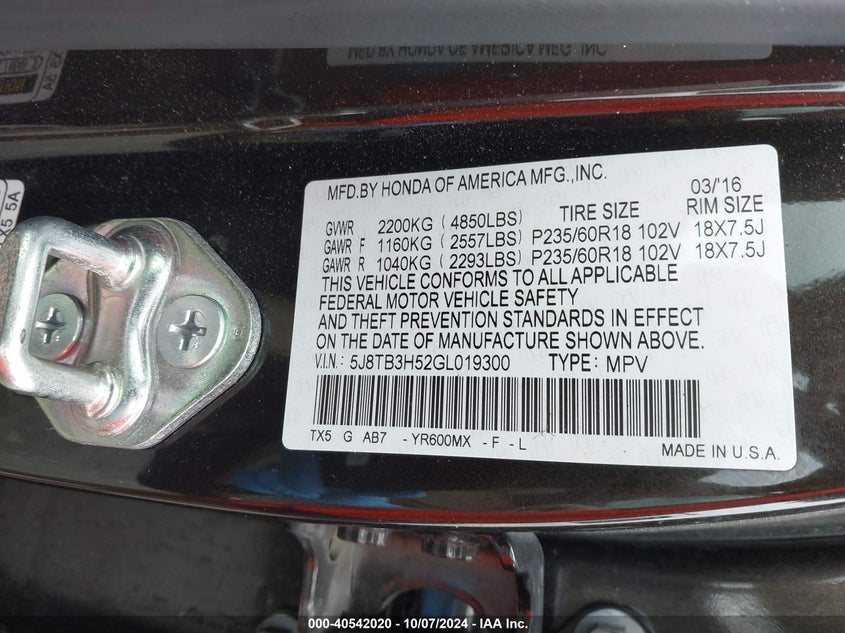 MFD.BY HONDA OF AMERICA MFG.,INC. 03/'16
TIRE SIZE RIM SIZE
GVWR 2200KG (4850LBS)
GAWR F 1160KG (2557LBS) P235/60R18 102V 18X7.5J
GAWR R 1040KG (2293LBS) P235/60R18 102V 18X7.5J
THIS VEHICLE CONFORMS TO ALL APPLICABLE
FEDERAL MOTOR VEHICLE SAFETY
AND THEFT PREVENTION STANDARDS IN EFFECT
ON THE DATE OF MANUFACTURE SHOWN ABOVE.
V.I.N.: 5J8TB3H52GL019300 TYPE: MPV
TX5 G AB7 -YR600MX -F -L
MADE IN U.S.A.
5A
000-40542020 - 10/07/2024 - IAA Inc.